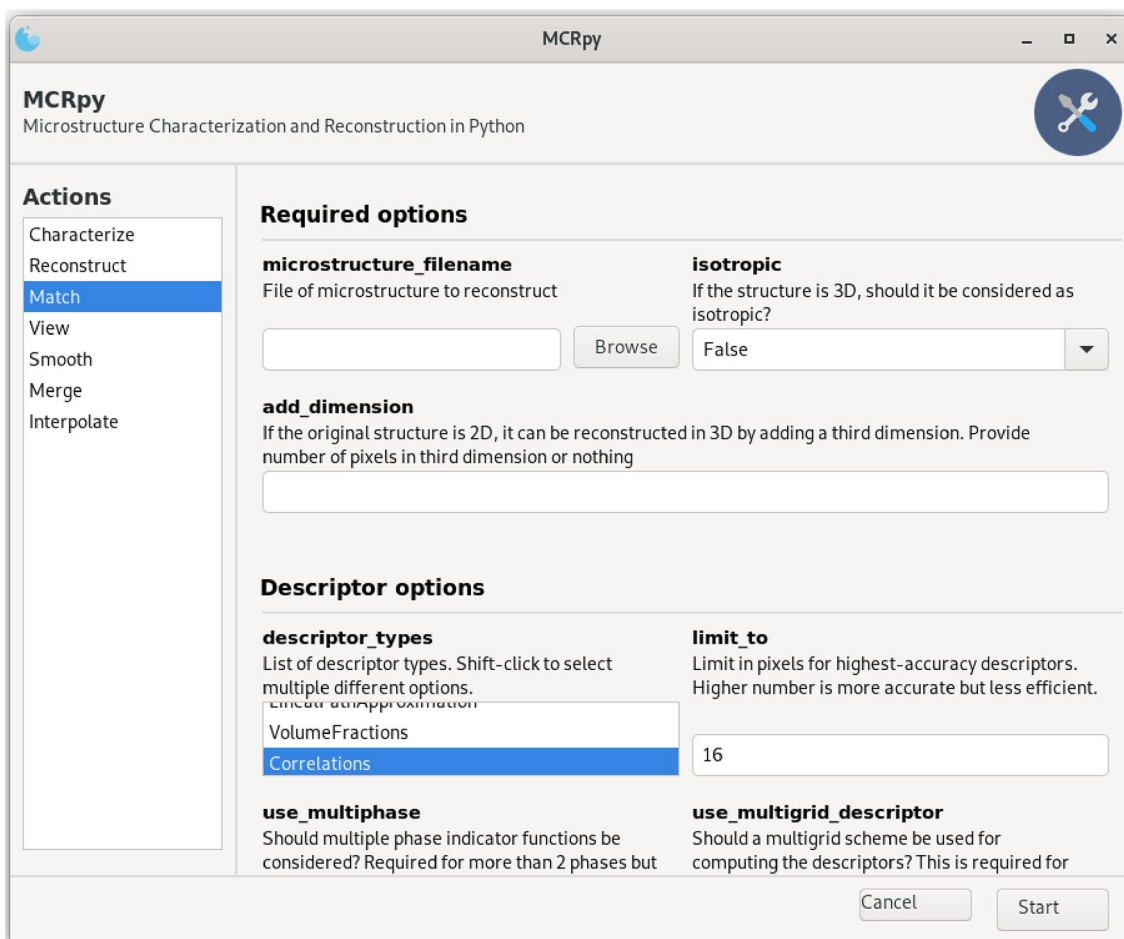 MCRpy
MCRpy
Microstructure Characterization and Reconstruction in Python
Actions
Characterize
Reconstruct
Match
View
Smooth
Merge
Interpolate
Required options
microstructure_filename
File of microstructure to reconstruct
Browse
isotropic
If the structure is 3D, should it be considered as
isotropic?
False
add_dimension
If the original structure is 2D, it can be reconstructed in 3D by adding a third dimension. Provide
number of pixels in third dimension or nothing
Descriptor options
descriptor_types
List of descriptor types. Shift-click to select
multiple different options.
LinealPathApproximation
VolumeFractions
Correlations
limit_to
Limit in pixels for highest-accuracy descriptors.
Higher number is more accurate but less efficient.
16
use_multiphase
Should multiple phase indicator functions be
considered? Required for more than 2 phases but
use_multigrid_descriptor
Should a multigrid scheme be used for
computing the descriptors? This is required for
Cancel
Start